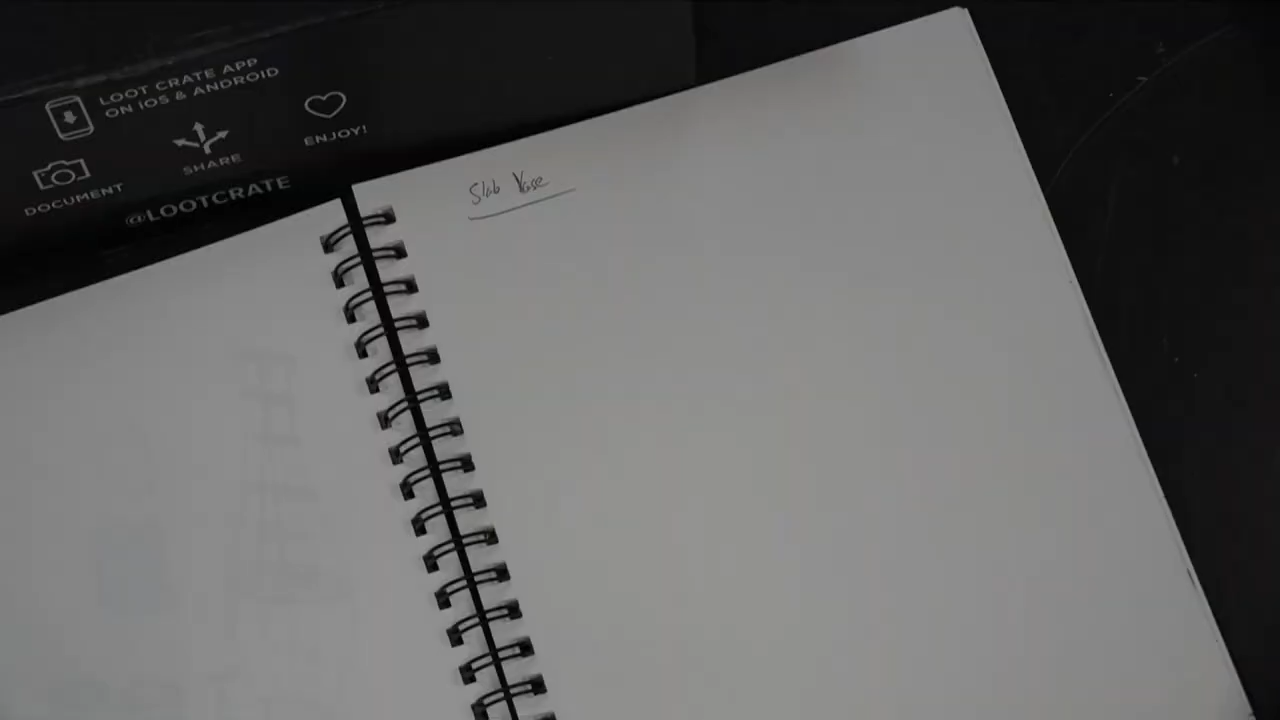 LOOT CRATE APP
ON iOS & ANDROID
DOCUMENT
SHARE
ENJOY!
@LOOTCRATE
Slab Vase